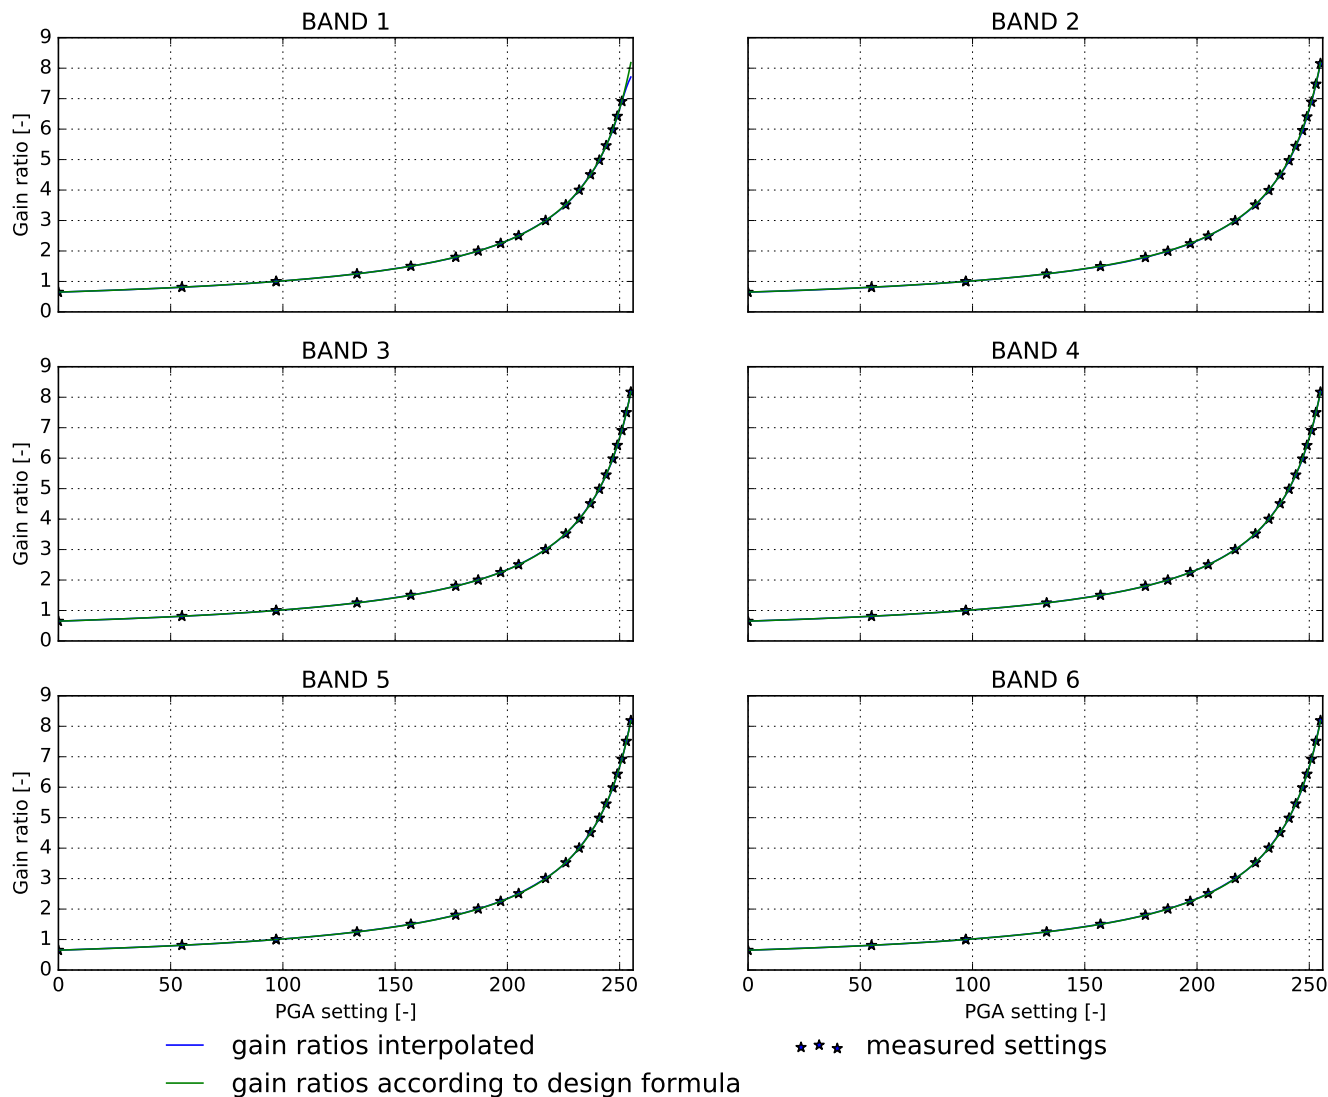 BAND 1
BAND 2
9
8
7
6
5
4
3
2
1
0
Gain ratio [-]
BAND 3
BAND 4
9
8
7
6
5
4
3
2
1
0
Gain ratio [-]
BAND 5
BAND 6
9
8
7
6
5
4
3
2
1
0
Gain ratio [-]
0 50 100 150 200 250
0 50 100 150 200 250
PGA setting [-]
PGA setting [-]
gain ratios interpolated
measured settings
gain ratios according to design formula